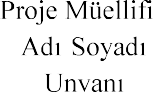 Proje Müellifi
Adı Soyadı
Unvanı